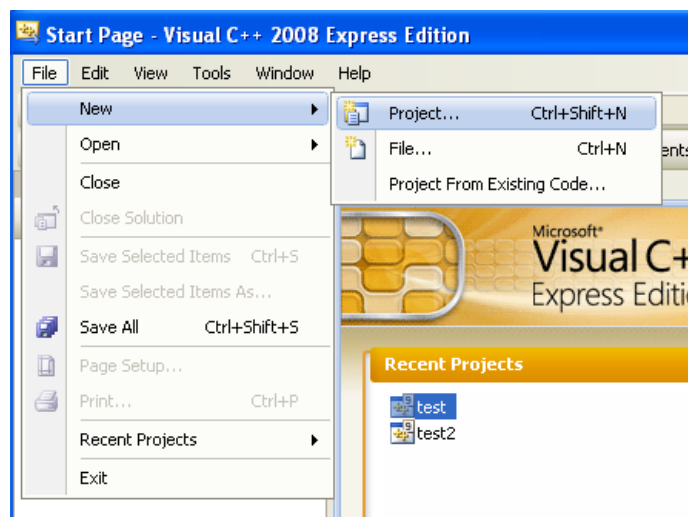 Start Page - Visual C++ 2008 Express Edition
File Edit View Tools Window Help
New
Project... Ctrl+Shift+N
File... Ctrl+N
Project From Existing Code...
Open
Close
Close Solution
Save Selected Items Ctrl+S
Save Selected Items As...
Save All Ctrl+Shift+S
Page Setup...
Print... Ctrl+P
Recent Projects
Exit
Microsoft®
Visual C+
Express Editi
Recent Projects
test
test2